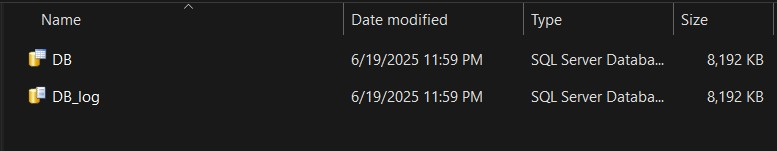 Name Date modified Type Size
DB 6/19/2025 11:59 PM SQL Server Databa... 8,192 KB
DB_log 6/19/2025 11:59 PM SQL Server Databa... 8,192 KB